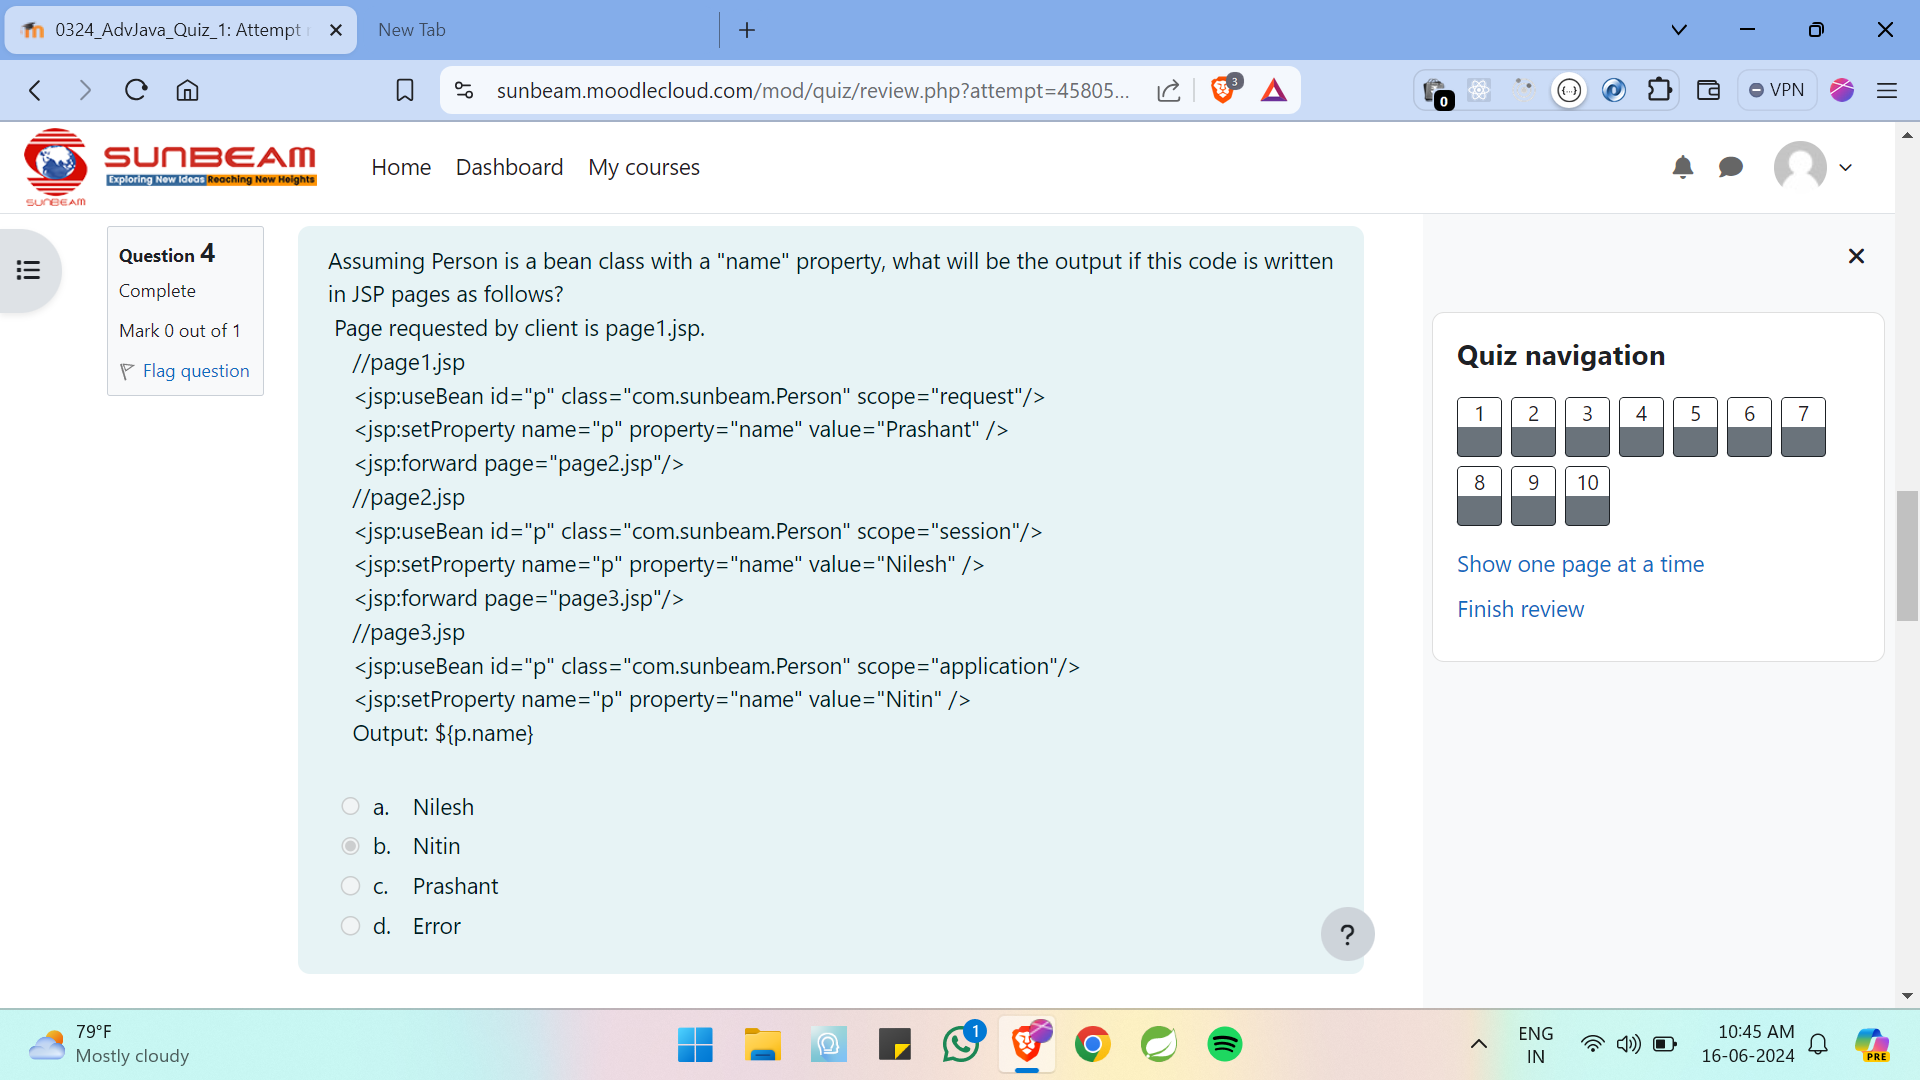 0324_AdvJava_Quiz_1: Attempt
New Tab
sunbeam.moodlecloud.com/mod/quiz/review.php?attempt=45805...
3
0
VPN
SUNBEAM
Exploring New Ideas Reaching New Heights
SUNBEAM
Home
Dashboard
My courses
Question 4
Complete
Mark 0 out of 1
Flag question
Assuming Person is a bean class with a "name" property, what will be the output if this code is written
in JSP pages as follows?
Page requested by client is page1.jsp.
//page1.jsp
<jsp:useBean id="p" class="com.sunbeam.Person" scope="request"/>
<jsp:setProperty name="p" property="name" value="Prashant" />
<jsp:forward page="page2.jsp"/>
//page2.jsp
<jsp:useBean id="p" class="com.sunbeam.Person" scope="session"/>
<jsp:setProperty name="p" property="name" value="Nilesh" />
<jsp:forward page="page3.jsp"/>
//page3.jsp
<jsp:useBean id="p" class="com.sunbeam.Person" scope="application"/>
<jsp:setProperty name="p" property="name" value="Nitin" />
Output: ${p.name}
a. Nilesh
b. Nitin
c. Prashant
d. Error
?
Quiz navigation
1 2 3 4 5 6 7
8 9 10
Show one page at a time
Finish review
79°F
Mostly cloudy
1
ENG
IN
10:45 AM
16-06-2024
PRE